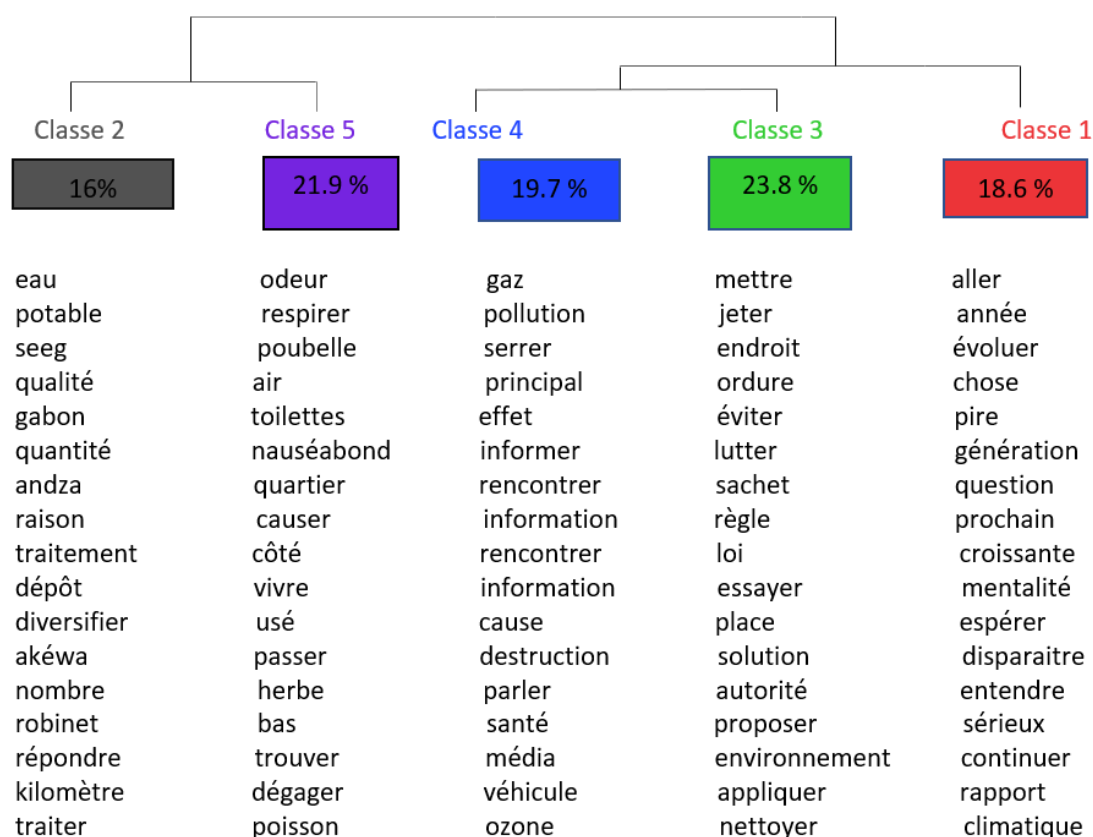 Classe 2 Classe 5 Classe 4 Classe 3 Classe 1
16% 21.9 % 19.7 % 23.8 % 18.6 %
eau odeur gaz mettre aller
potable respirer pollution jeter année
seeg poubelle serrer endroit évoluer
qualité air principal ordure chose
gabon toilettes effet éviter pire
quantité nauséabond informer lutter génération
andza quartier rencontrer sachet question
raison causer information règle prochain
traitement côté rencontrer loi croissante
dépôt vivre information essayer mentalité
diversifier usé cause place espérer
akéwa passer destruction solution disparaitre
nombre herbe parler autorité entendre
robinet bas santé proposer sérieux
répondre trouver média environnement continuer
kilomètre dégager véhicule appliquer rapport
traiter poisson ozone nettoyer climatique